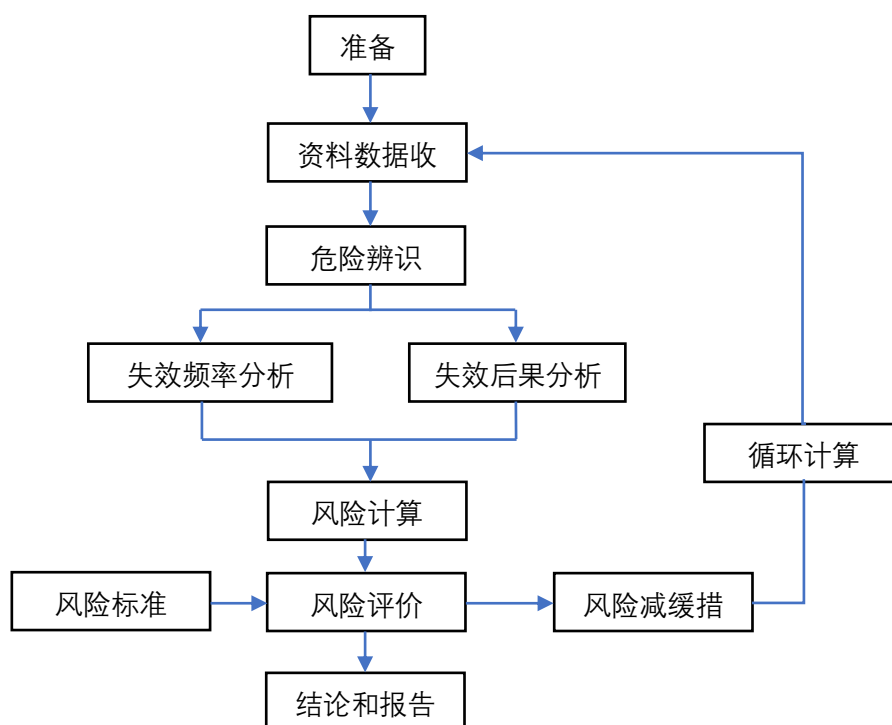 准备
资料数据收
危险辨识
失效频率分析
失效后果分析
循环计算
风险计算
风险标准
风险评价
风险减缓措
结论和报告